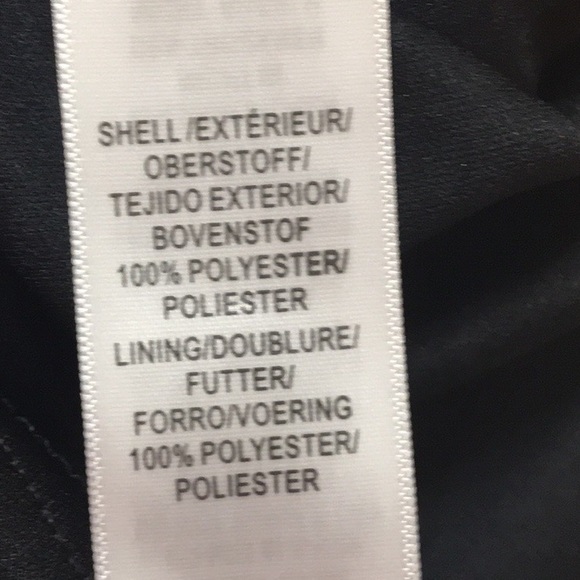 SHELL/EXTÉRIEUR/
OBERSTOFF/
TEJIDO EXTERIOR/
BOVENSTOF
100% POLYESTER/
POLIESTER
LINING/DOUBLURE/
FUTTER/
FORRO/VOERING
100% POLYESTER/
POLIESTER